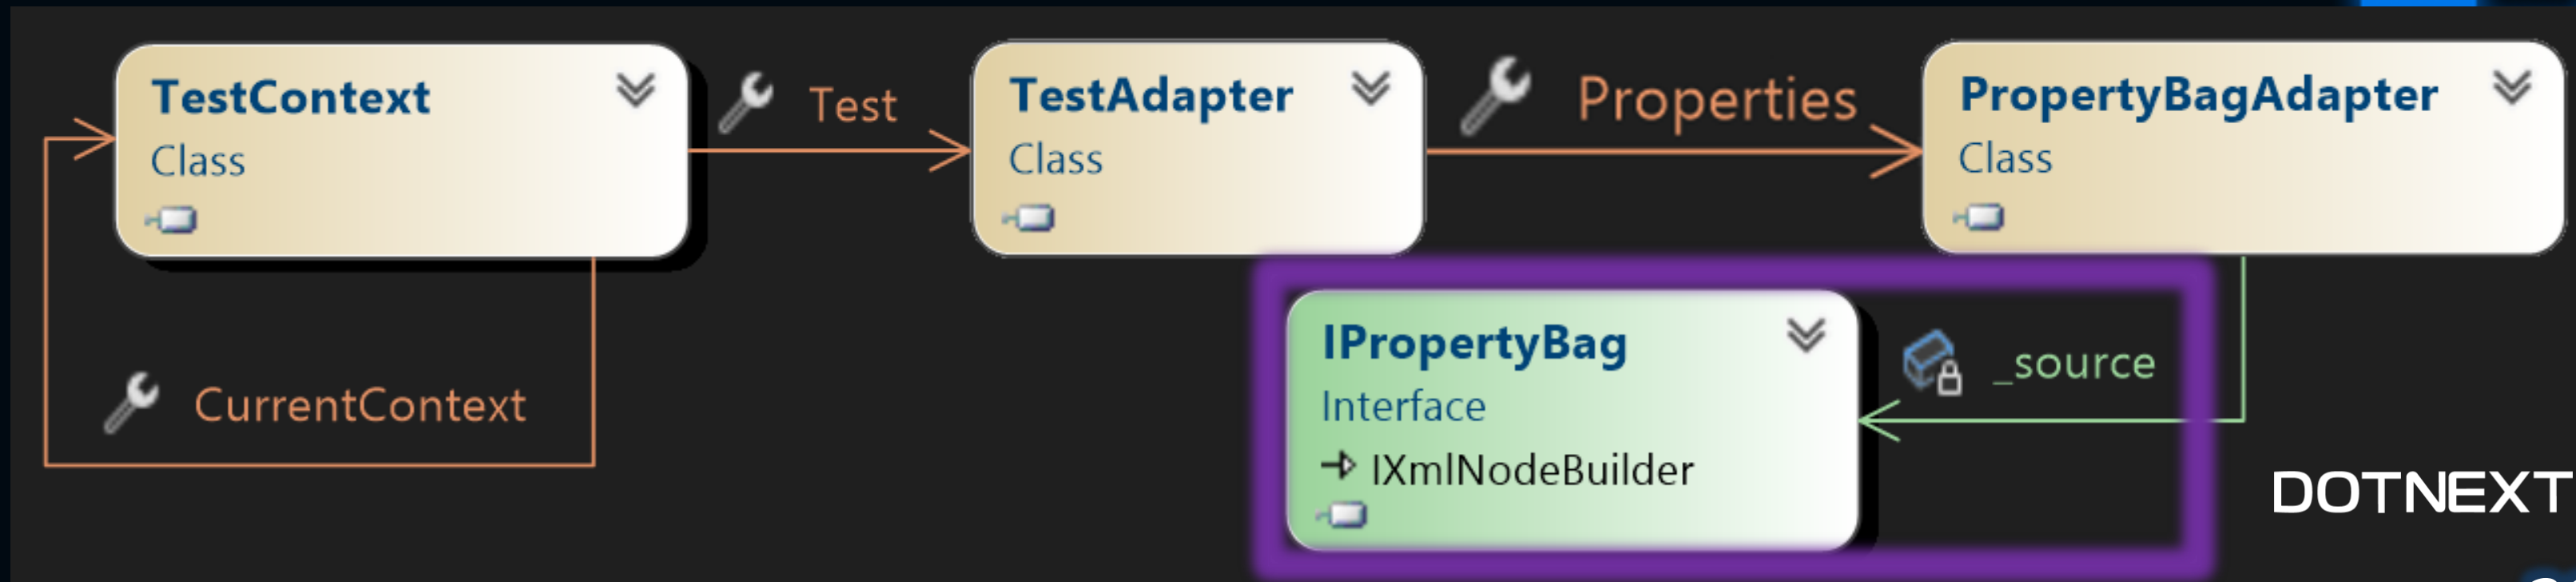 TestContext
Class
Test
TestAdapter
Class
Properties
PropertyBagAdapter
Class
CurrentContext
IPropertyBag
Interface
IXmlNodeBuilder
_source
DOTNEXT